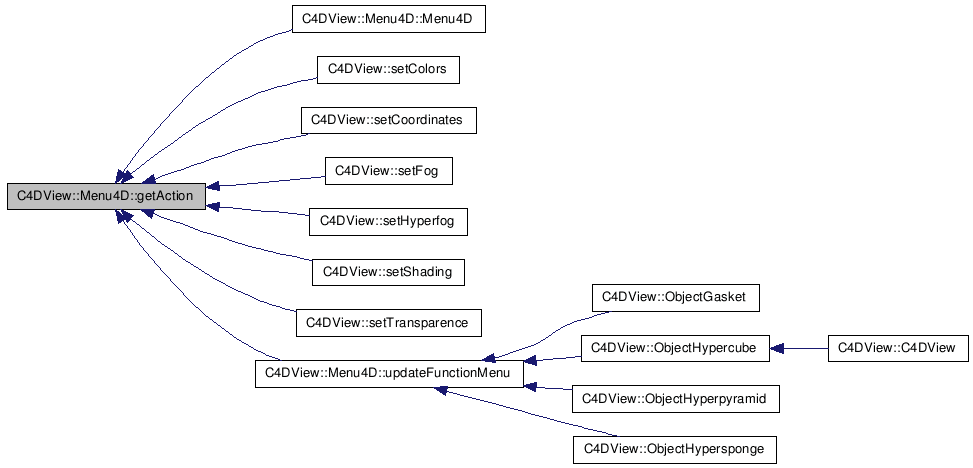 C4DView::Menu4D::Menu4D
C4DView::setColors
C4DView::setCoordinates
C4DView::setFog
C4DView::Menu4D::getAction
C4DView::setHyperfog
C4DView::setShading
C4DView::ObjectGasket
C4DView::setTransparence
C4DView::ObjectHypercube
C4DView::C4DView
C4DView::Menu4D::updateFunctionMenu
C4DView::ObjectHyperpyramid
C4DView::ObjectHypersponge